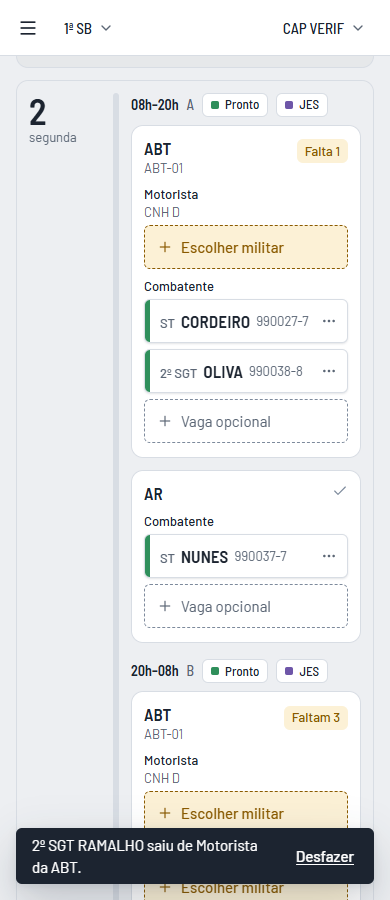 1ª SB
CAP VERIF
2
segunda
08h-20h A Pronto JES
ABT
Falta 1
ABT-01
Motorista
CNH D
+ Escolher militar
Combatente
ST CORDEIRO 990027-7 ···
2º SGT OLIVA 990038-8 ···
+ Vaga opcional
AR
Combatente
ST NUNES 990037-7 ···
+ Vaga opcional
20h-08h B Pronto JES
ABT
Faltam 3
ABT-01
Motorista
CNH D
+ Escolher militar
2º SGT RAMALHO saiu de Motorista
da ABT.
Desfazer
+ Escolher militar